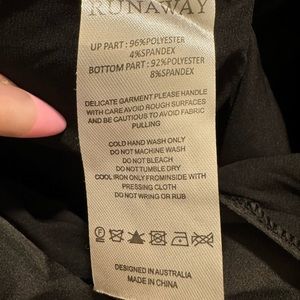 RUNAWAY
UP PART : 96%POLYESTER
4%SPANDEX
BOTTOM PART : 92%POLYESTER
8%SPANDEX
DELICATE GARMENT PLEASE HANDLE
WITH CARE AVOID ROUGH SURFACES
AND BE CAUTIOUS TO AVOID FABRIC
PULLING
COLD HAND WASH ONLY
DO NOT MACHINE WASH
DO NOT BLEACH
DO NOT TUMBLE DRY
COOL IRON ONLY FROMINSIDE WITH
PRESSING CLOTH
DO NOT WRING OR RUB
DESIGNED IN AUSTRALIA
MADE IN CHINA